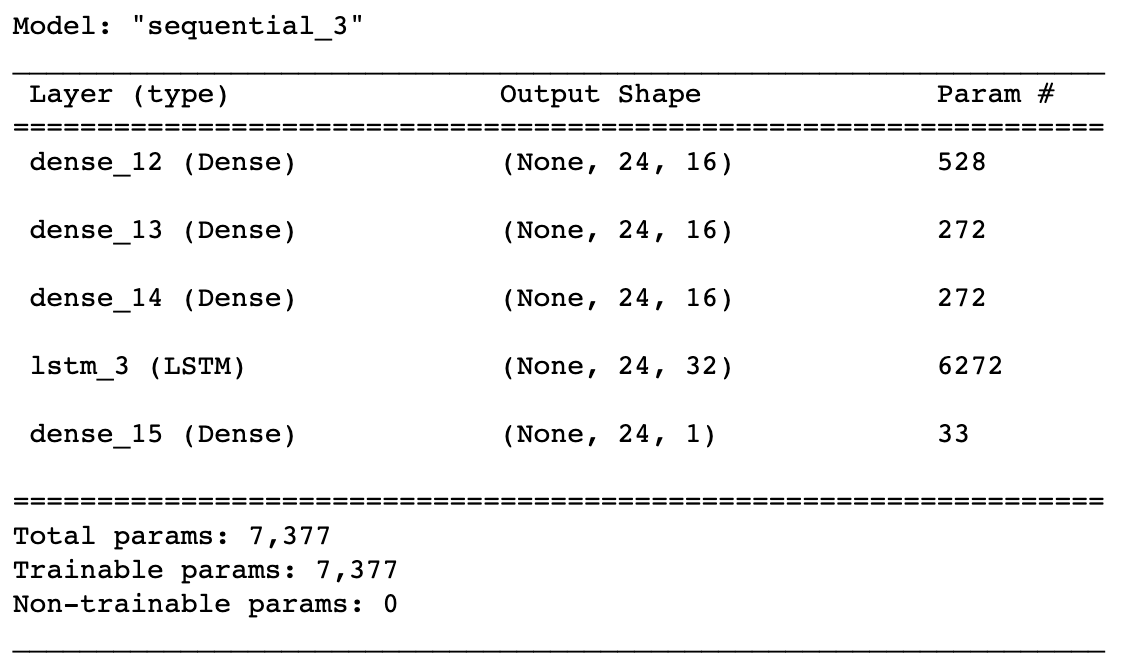 Model: "sequential_3"
Layer (type) Output Shape Param #
dense_12 (Dense) (None, 24, 16) 528
dense_13 (Dense) (None, 24, 16) 272
dense_14 (Dense) (None, 24, 16) 272
lstm_3 (LSTM) (None, 24, 32) 6272
dense_15 (Dense) (None, 24, 1) 33
Total params: 7,377
Trainable params: 7,377
Non-trainable params: 0